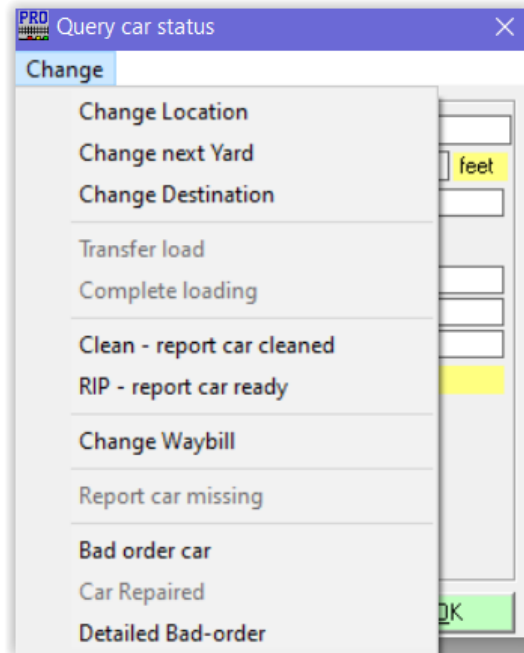 PRO
Query car status
Change
Change Location
Change next Yard
feet
Change Destination
Transfer load
Complete loading
Clean - report car cleaned
RIP - report car ready
Change Waybill
Report car missing
Bad order car
Car Repaired
OK
Detailed Bad-order